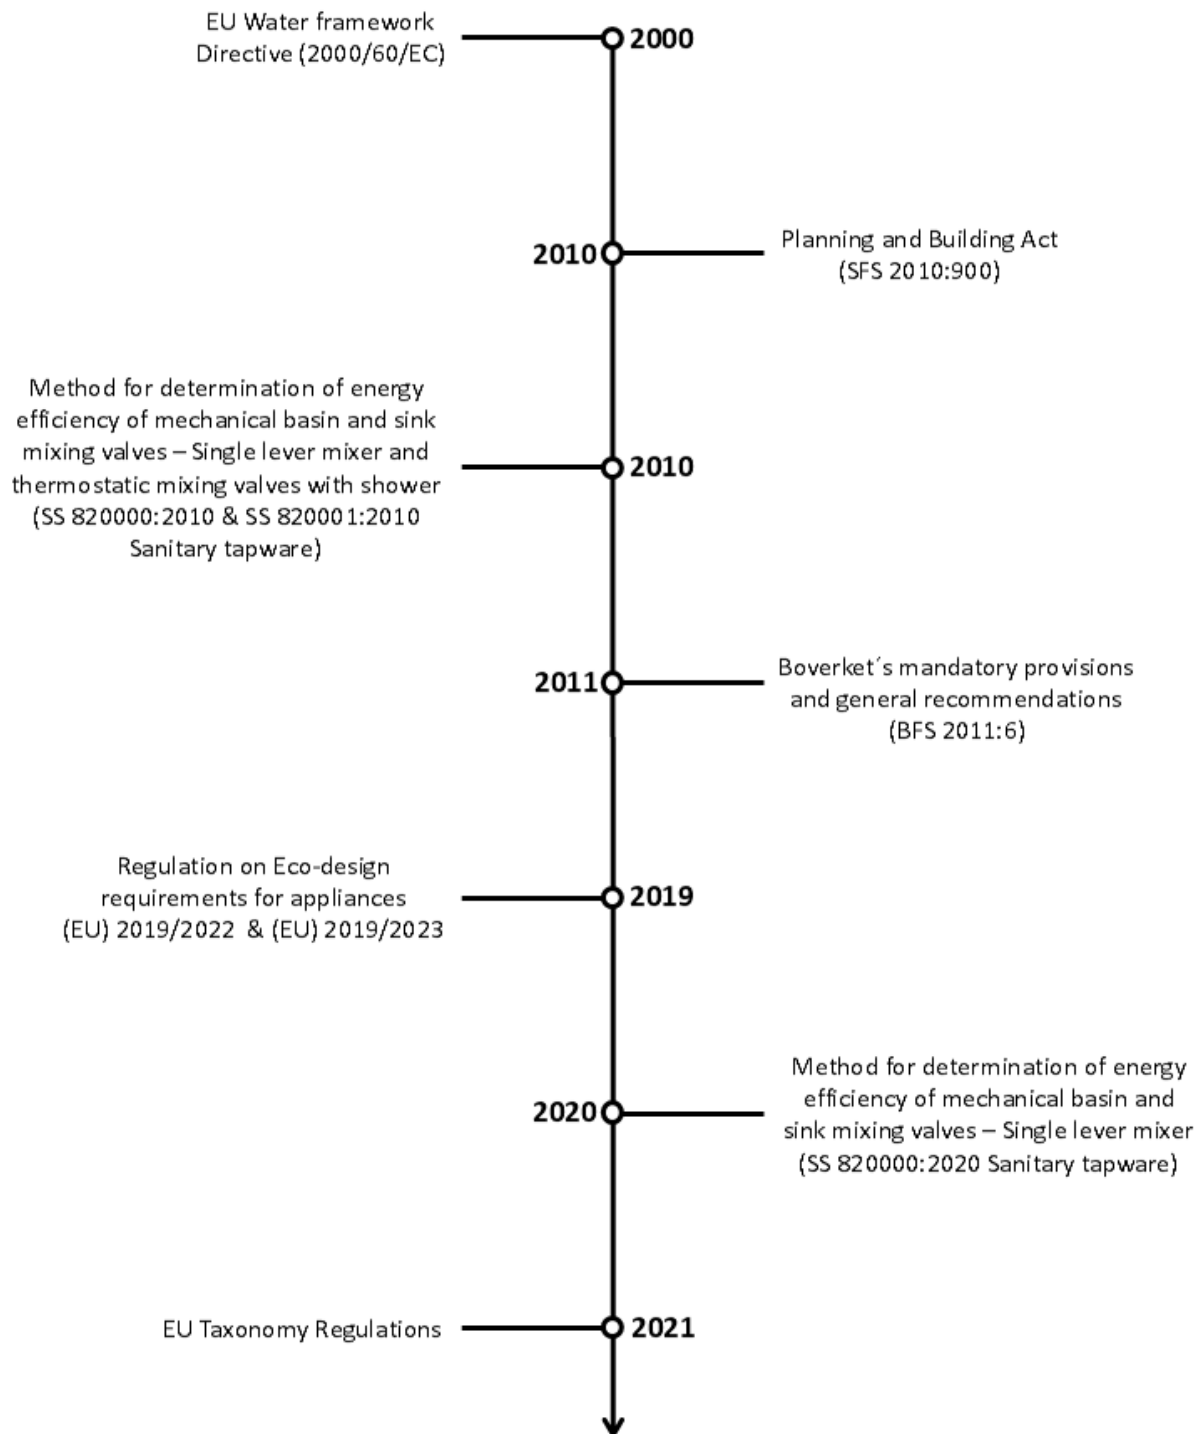 EU Water framework
Directive (2000/60/EC)
2000
2010
Planning and Building Act
(SFS 2010:900)
Method for determination of energy
efficiency of mechanical basin and sink
mixing valves – Single lever mixer and
thermostatic mixing valves with shower
(SS 820000:2010 & SS 820001:2010
Sanitary tapware)
2010
2011
Boverket´s mandatory provisions
and general recommendations
(BFS 2011:6)
Regulation on Eco-design
requirements for appliances
(EU) 2019/2022 & (EU) 2019/2023
2019
2020
Method for determination of energy
efficiency of mechanical basin and
sink mixing valves – Single lever mixer
(SS 820000:2020 Sanitary tapware)
EU Taxonomy Regulations
2021